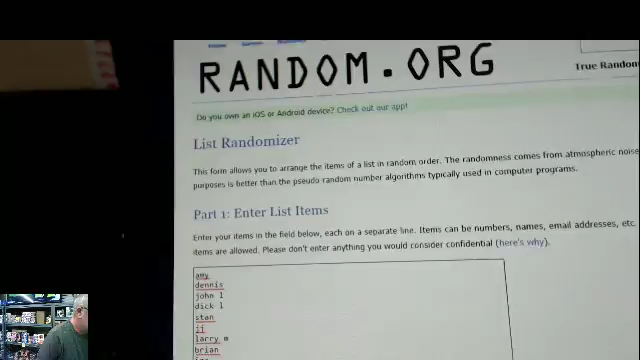 RANDOM.ORG
True Random
Do you own an iOS or Android device? Check out our app!
List Randomizer
This form allows you to arrange the items of a list in random order. The randomness comes from atmospheric noise
purposes is better than the pseudo random number algorithms typically used in computer programs.
Part 1: Enter List Items
Enter your items in the field below, each on a separate line. Items can be numbers, names, email addresses, etc.
items are allowed. Please don't enter anything you would consider confidential (here's why).
amy
dennis
john l
dick l
stan
jj
larry m
brian